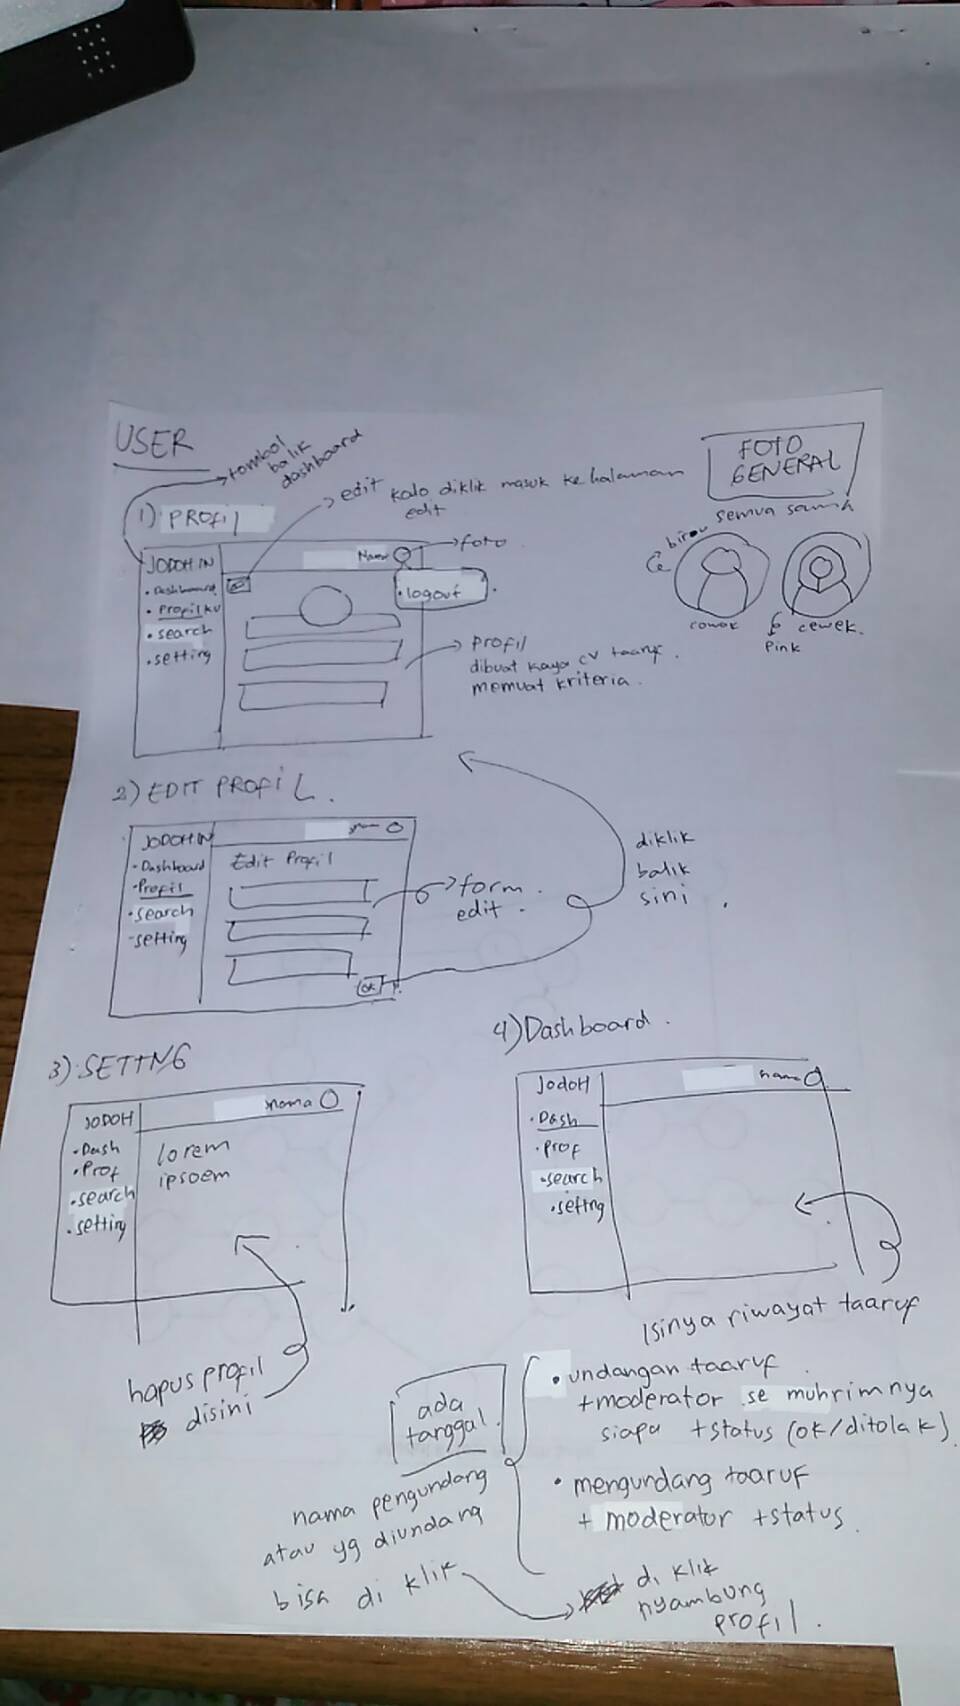 USER
tombol
balik
dashboard
edit kalo diklik masuk ke halaman
edit
FOTO
GENERAL
semua sama
1) PROFIL
JODOH IN
Nama
foto
• Dashboard
• Profilku
• search
• setting
• logout
biru
cowok
cewek.
Pink
Profil
dibuat kaya cv taaruf.
memuat kriteria.
2) EDIT PROFIL.
JODOH IN
• Dashboard
• Profil
• search
• setting
Edit Profil
form
edit.
OK
diklik
balik
sini
3) SETTNG
JODOH
nama
• Dash
• Prof
• search
• setting
lorem
ipsoem
hapus profil
disini
4) Dashboard.
JodoH
nama
• Dash
• prof
• search
• settng
Isinya riwayat taaruf
ada
tanggal.
• undangan taaruf
+moderator se muhrimnya
siapa +status (ok/ditolak)
• mengundang taaruf
+ moderator +status.
nama pengundang
atau yg diundang
bisa di klik
di klik
nyambung
profil.